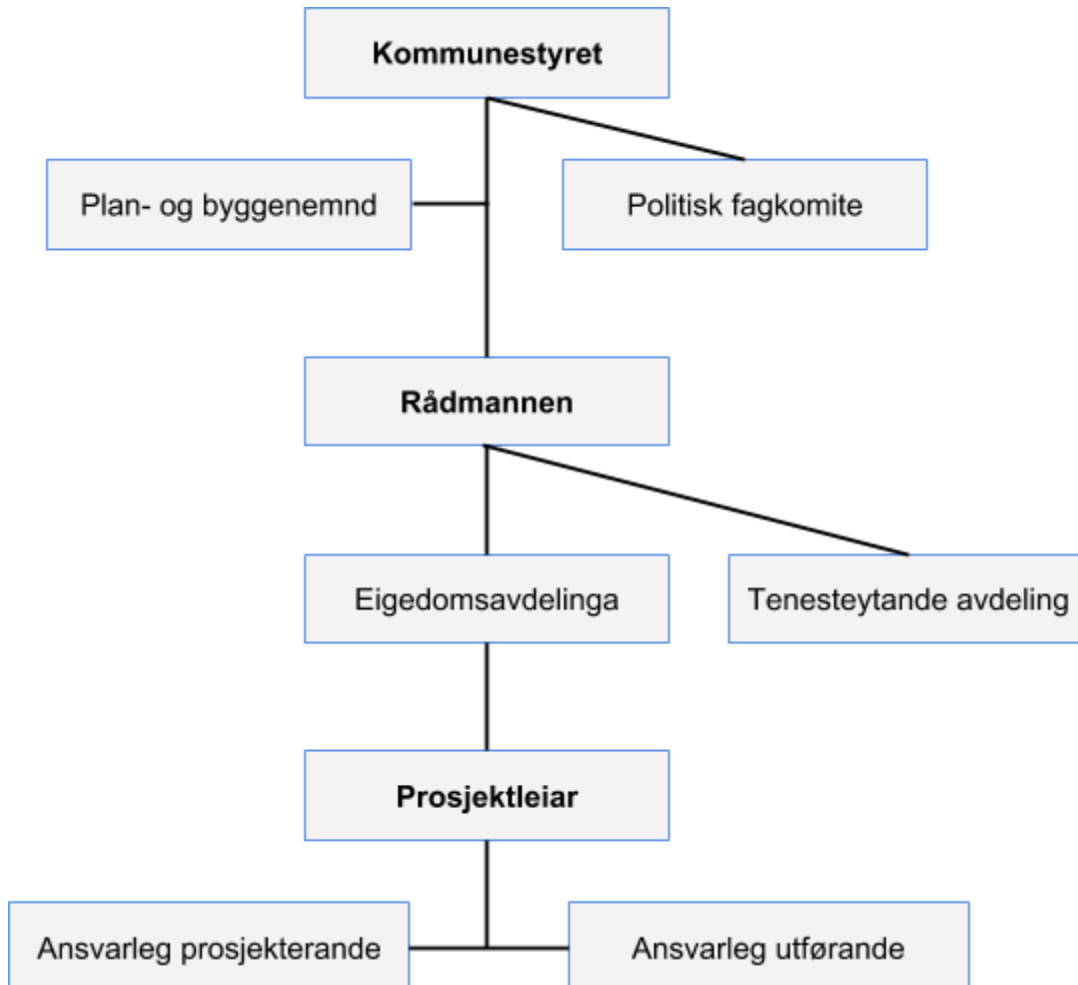 Kommunestyret
Plan- og byggenemnd
Politisk fagkomite
Rådmannen
Eigedomsavdelinga
Tenesteytande avdeling
Prosjektleiar
Ansvarleg prosjekterande
Ansvarleg utførande